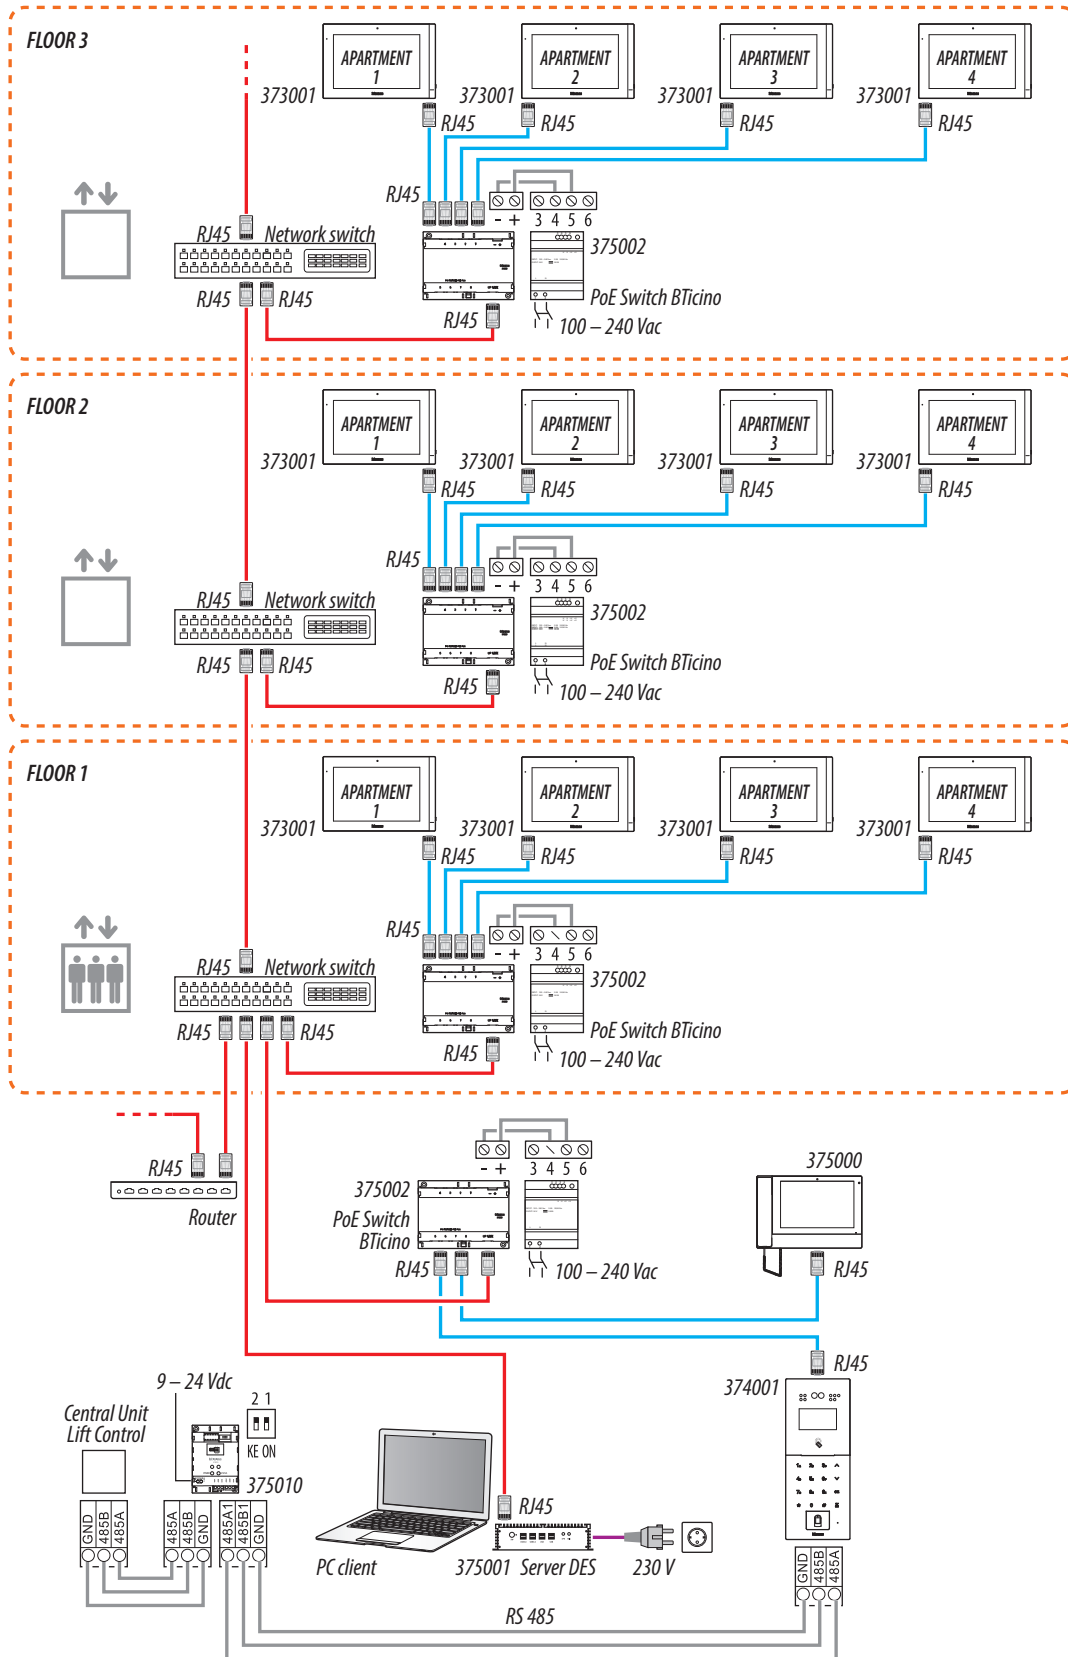 FLOOR 3
APARTMENT 1
APARTMENT 2
APARTMENT 3
APARTMENT 4
373001
373001
373001
373001
RJ45
RJ45
RJ45
RJ45
RJ45
- + 3 4 5 6
RJ45 Network switch
375002
RJ45 RJ45
PoE Switch BTicino
RJ45
100 – 240 Vac
FLOOR 2
APARTMENT 1
APARTMENT 2
APARTMENT 3
APARTMENT 4
373001
373001
373001
373001
RJ45
RJ45
RJ45
RJ45
RJ45
- + 3 4 5 6
RJ45 Network switch
375002
RJ45 RJ45
PoE Switch BTicino
RJ45
100 – 240 Vac
FLOOR 1
APARTMENT 1
APARTMENT 2
APARTMENT 3
APARTMENT 4
373001
373001
373001
373001
RJ45
RJ45
RJ45
RJ45
RJ45
- + 3 4 5 6
RJ45 Network switch
375002
RJ45 RJ45
PoE Switch BTicino
RJ45
100 – 240 Vac
- + 3 4 5 6
RJ45
Router
375002
PoE Switch
BTicino
RJ45
100 – 240 Vac
375000
RJ45
RJ45
374001
9 – 24 Vdc
2 1
KE ON
Central Unit
Lift Control
375010
GND 485B 485A
485A 485B GND
485A1 485B1 GND
PC client
RJ45
375001 Server DES
230 V
GND 485B 485A
RS 485